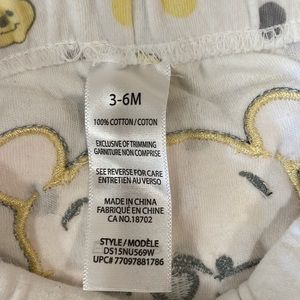 3-6M
100% COTTON / COTON
EXCLUSIVE OF TRIMMING
GARNITURE NON COMPRISE
SEE REVERSE FOR CARE
ENTRETIEN AU VERSO
MADE IN CHINA
FABRIQUÉ EN CHINE
CA NO.18702
STYLE / MODÈLE
DS15NUS69W
UPC# 77097881786